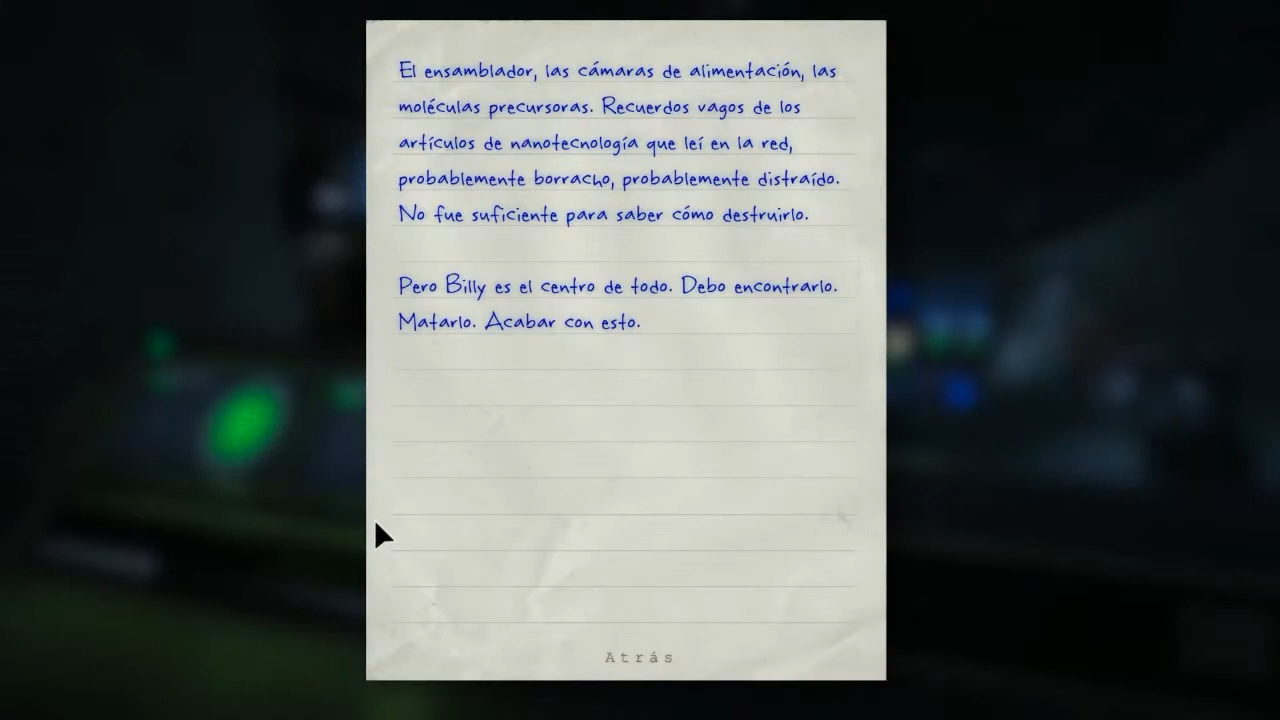 El ensamblador, las cámaras de alimentación, las
moléculas precursoras. Recuerdos vagos de los
artículos de nanotecnología que leí en la red,
probablemente borracho, probablemente distraído.
No fue suficiente para saber cómo destruirlo.
Pero Billy es el centro de todo. Debo encontrarlo.
Matarlo. Acabar con esto.
Atrás